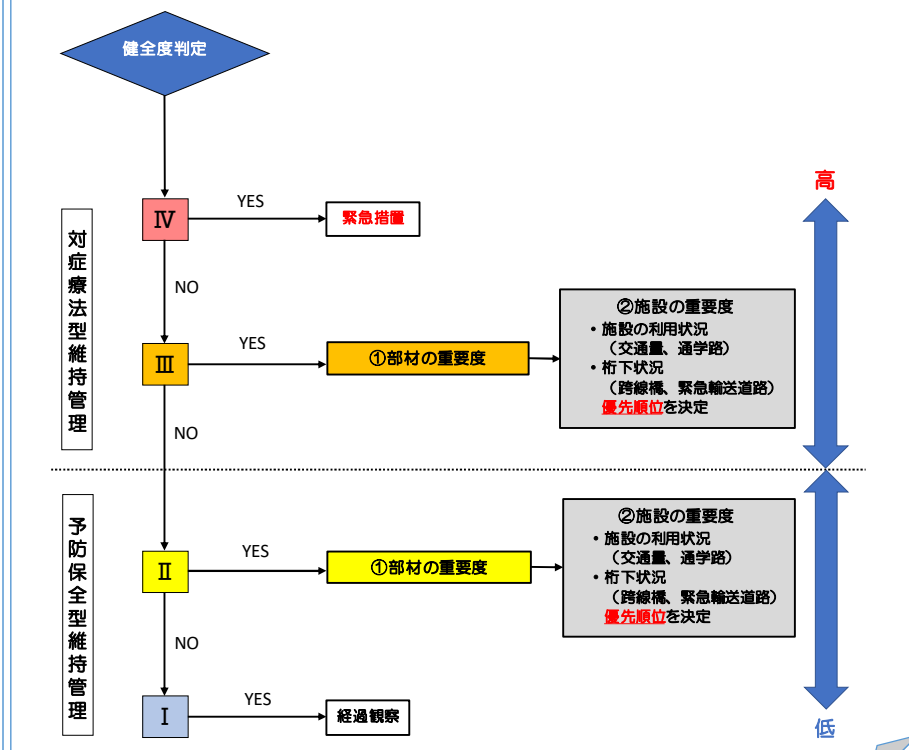 健全度判定
高
対症療法型維持管理
Ⅳ
YES
緊急措置
NO
Ⅲ
YES
①部材の重要度
②施設の重要度
・施設の利用状況
（交通量、通学路）
・桁下状況
（跨線橋、緊急輸送道路）
優先順位を決定
NO
予防保全型維持管理
Ⅱ
YES
①部材の重要度
②施設の重要度
・施設の利用状況
（交通量、通学路）
・桁下状況
（跨線橋、緊急輸送道路）
優先順位を決定
NO
Ⅰ
YES
経過観察
低